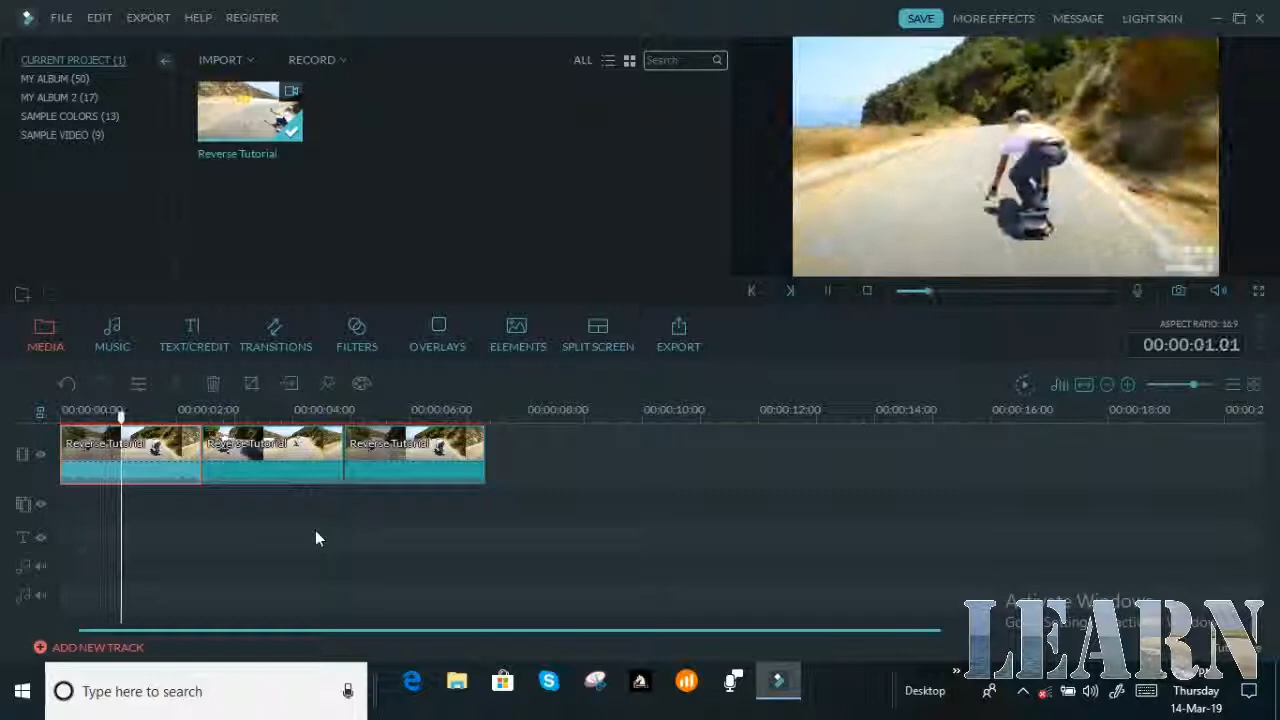 FILE EDIT EXPORT HELP REGISTER SAVE MORE EFFECTS MESSAGE LIGHT SKIN
CURRENT PROJECT (1) IMPORT RECORD ALL Search
MY ALBUM (50)
MY ALBUM 2 (17)
SAMPLE COLORS (13)
SAMPLE VIDEO (9)
Reverse Tutorial
ASPECT RATIO: 16:9
00:00:01.01
MEDIA MUSIC TEXT/CREDIT TRANSITIONS FILTERS OVERLAYS ELEMENTS SPLIT SCREEN EXPORT
00:00:00:00 00:00:02:00 00:00:04:00 00:00:06:00 00:00:08:00 00:00:10:00 00:00:12:00 00:00:14:00 00:00:16:00 00:00:18:00 00:00:2
Reverse Tutorial Reverse Tutorial Reverse Tutorial
Activate Windows
LEARN
ADD NEW TRACK
Type here to search
Desktop
Thursday
14-Mar-19